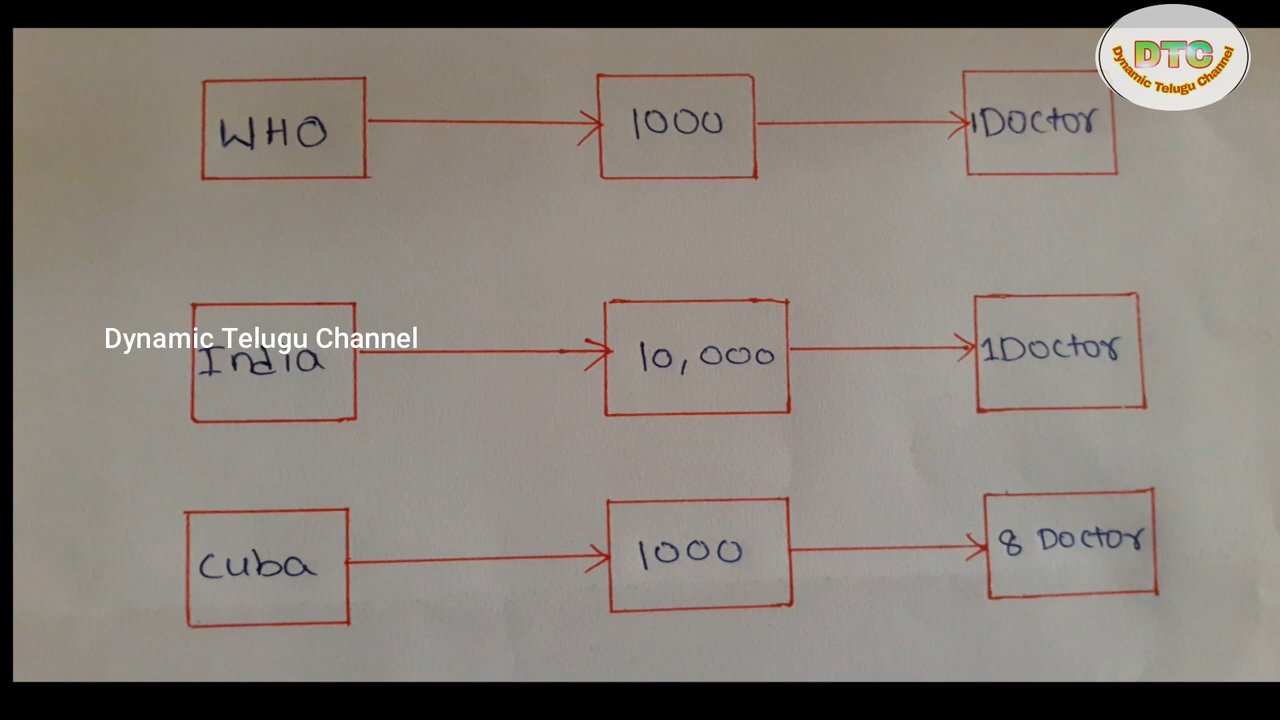 DTC
Dynamic Telugu Channel
WHO 1000 1Doctor
Dynamic Telugu Channel
India 10,000 1Doctor
Cuba 1000 8 Doctor